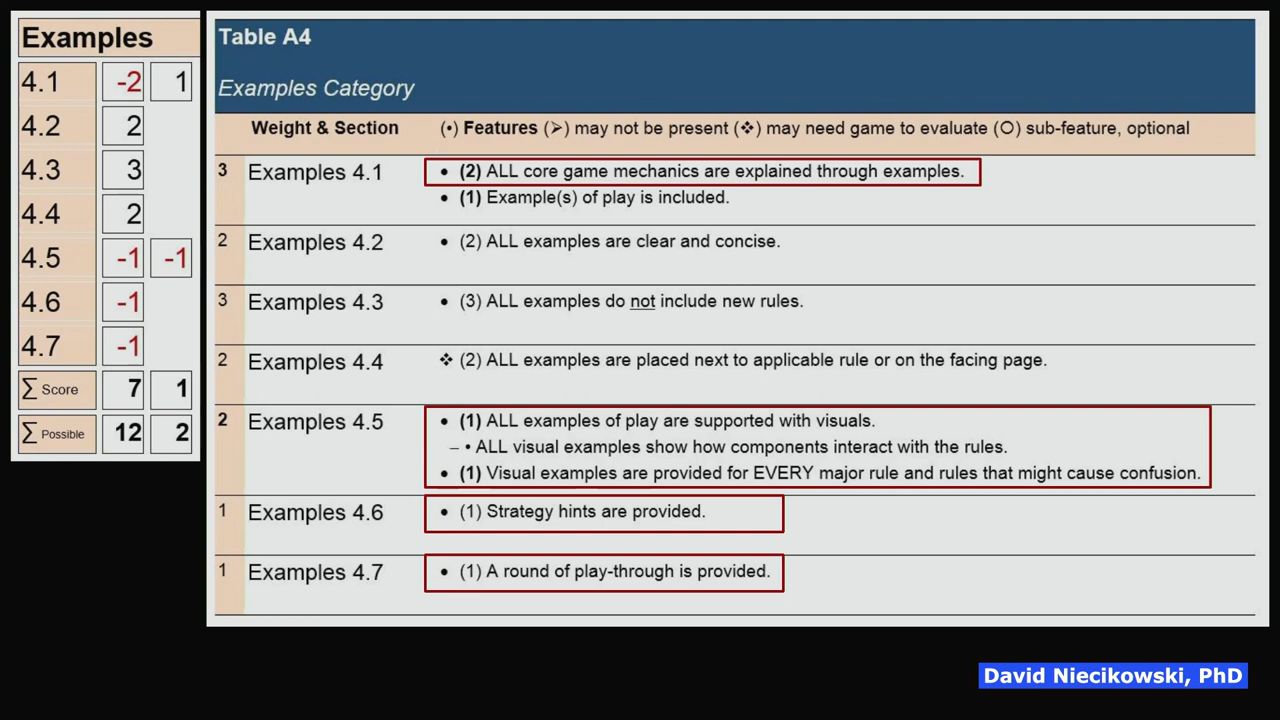 Examples
4.1 -2 1
4.2 2
4.3 3
4.4 2
4.5 -1 -1
4.6 -1
4.7 -1
∑ Score 7 1
∑ Possible 12 2
Table A4
Examples Category
Weight & Section (•) Features (➢) may not be present (❖) may need game to evaluate (O) sub-feature, optional
3 Examples 4.1 • (2) ALL core game mechanics are explained through examples.
• (1) Example(s) of play is included.
2 Examples 4.2 • (2) ALL examples are clear and concise.
3 Examples 4.3 • (3) ALL examples do not include new rules.
2 Examples 4.4 ❖ (2) ALL examples are placed next to applicable rule or on the facing page.
2 Examples 4.5 • (1) ALL examples of play are supported with visuals.
– • ALL visual examples show how components interact with the rules.
• (1) Visual examples are provided for EVERY major rule and rules that might cause confusion.
1 Examples 4.6 • (1) Strategy hints are provided.
1 Examples 4.7 • (1) A round of play-through is provided.
David Niecikowski, PhD